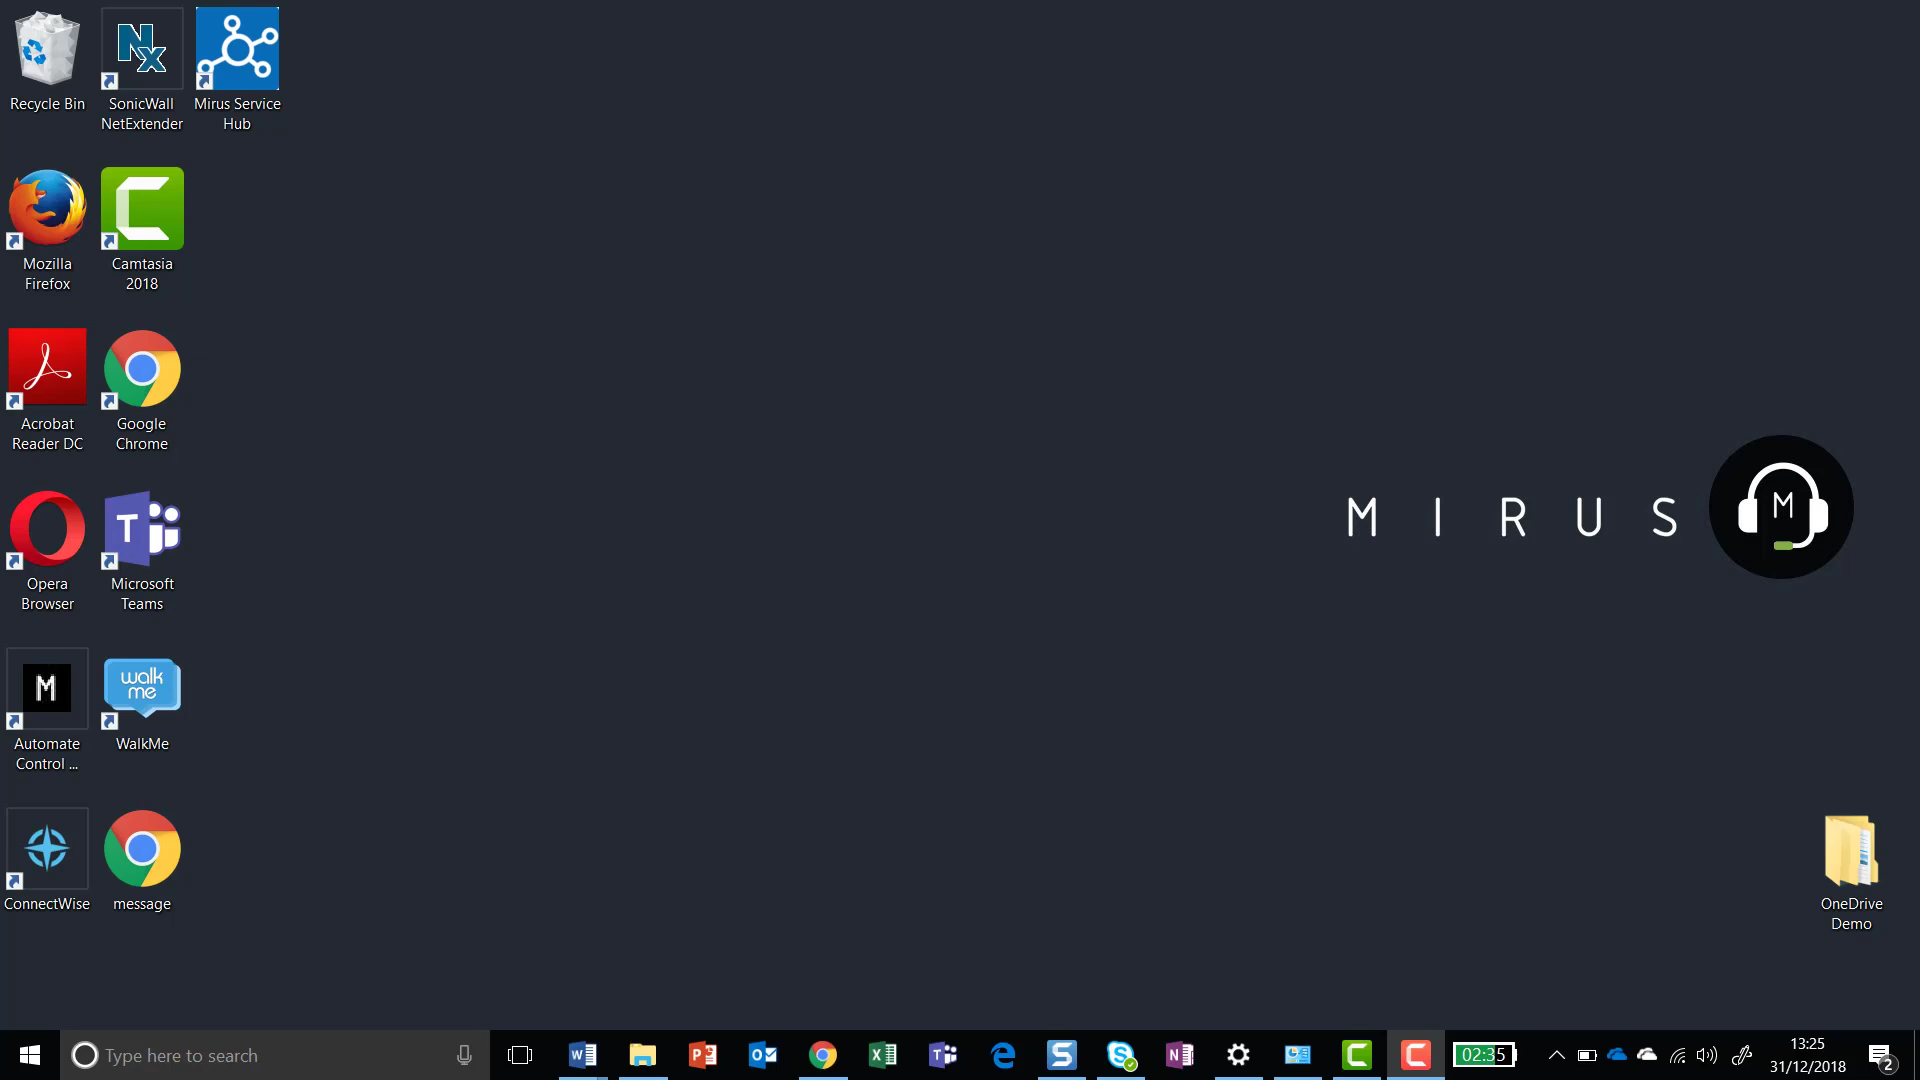 Recycle Bin
SonicWall
NetExtender
Mirus Service
Hub
Mozilla
Firefox
Camtasia
2018
Acrobat
Reader DC
Google
Chrome
Opera
Browser
T
Microsoft
Teams
M
Automate
Control ...
walk
me
WalkMe
ConnectWise
message
MIRUS
M
OneDrive
Demo
Type here to search
02:35
13:25
31/12/2018
2